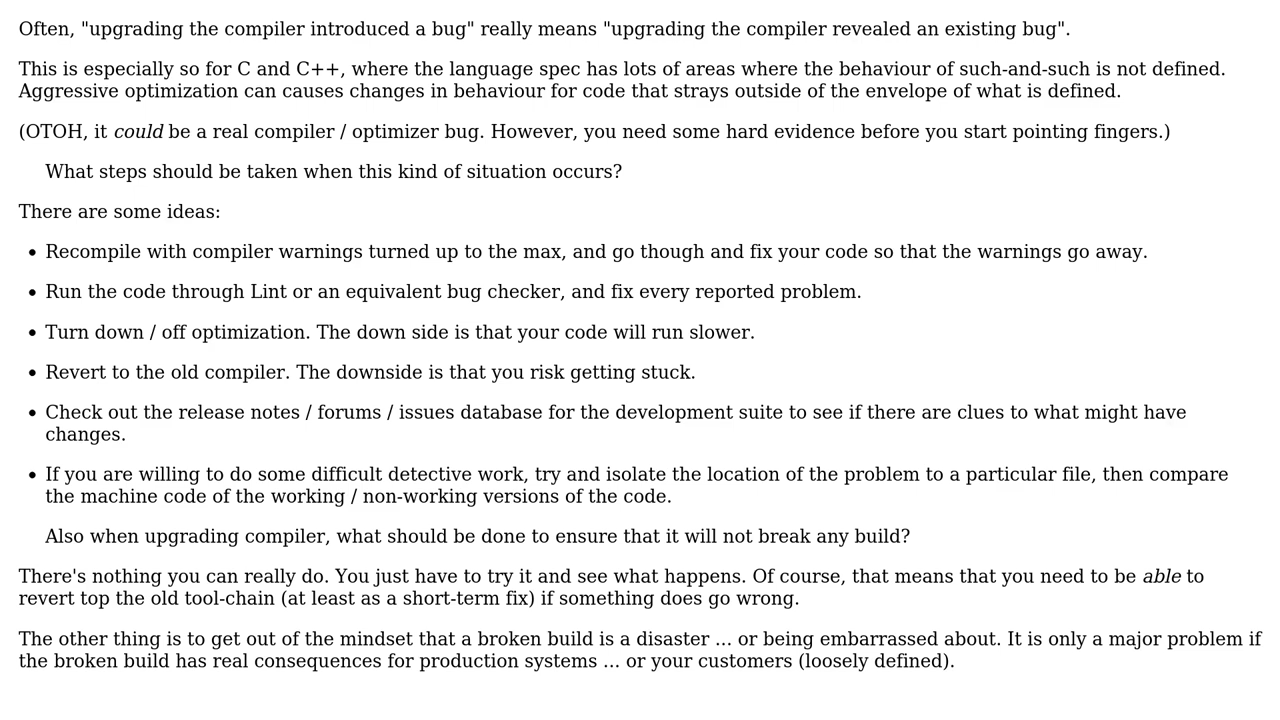 Often, "upgrading the compiler introduced a bug" really means "upgrading the compiler revealed an existing bug".
This is especially so for C and C++, where the language spec has lots of areas where the behaviour of such-and-such is not defined.
Aggressive optimization can causes changes in behaviour for code that strays outside of the envelope of what is defined.
(OTOH, it could be a real compiler / optimizer bug. However, you need some hard evidence before you start pointing fingers.)
What steps should be taken when this kind of situation occurs?
There are some ideas:
• Recompile with compiler warnings turned up to the max, and go though and fix your code so that the warnings go away.
• Run the code through Lint or an equivalent bug checker, and fix every reported problem.
• Turn down / off optimization. The down side is that your code will run slower.
• Revert to the old compiler. The downside is that you risk getting stuck.
• Check out the release notes / forums / issues database for the development suite to see if there are clues to what might have
changes.
• If you are willing to do some difficult detective work, try and isolate the location of the problem to a particular file, then compare
the machine code of the working / non-working versions of the code.
Also when upgrading compiler, what should be done to ensure that it will not break any build?
There's nothing you can really do. You just have to try it and see what happens. Of course, that means that you need to be able to
revert top the old tool-chain (at least as a short-term fix) if something does go wrong.
The other thing is to get out of the mindset that a broken build is a disaster ... or being embarrassed about. It is only a major problem if
the broken build has real consequences for production systems ... or your customers (loosely defined).